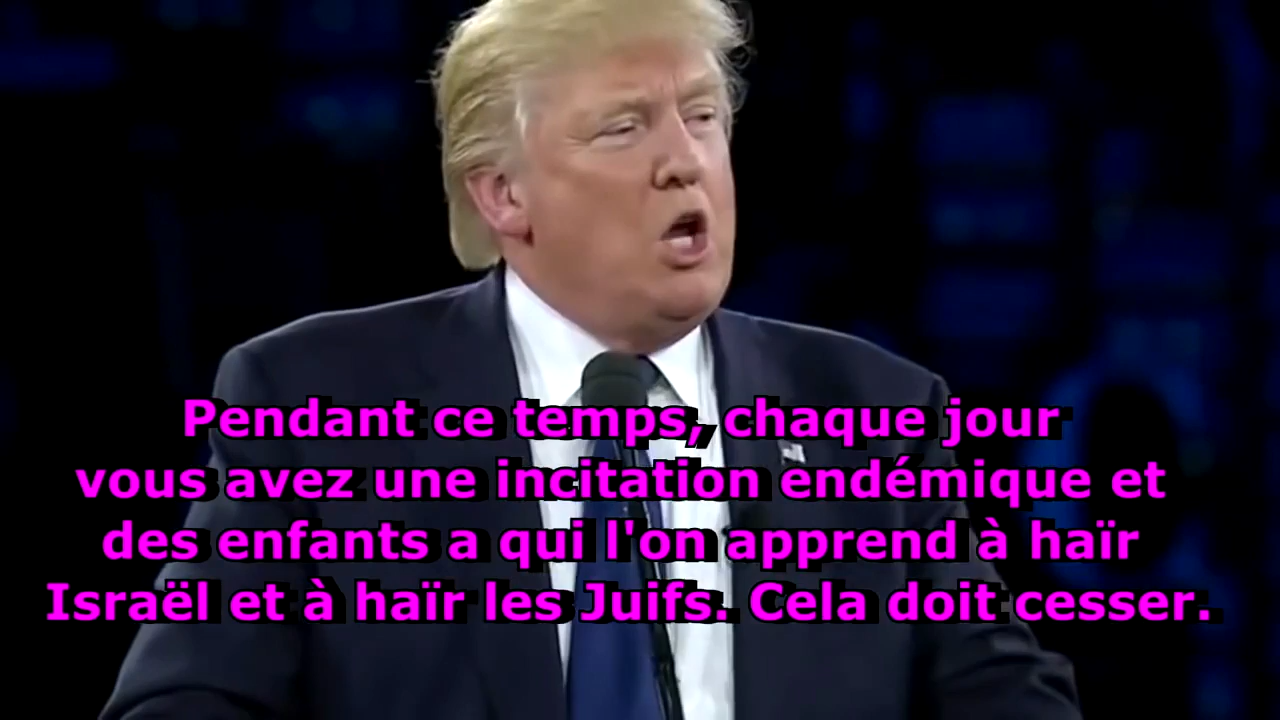 Pendant ce temps, chaque jour
vous avez une incitation endémique et
des enfants a qui l'on apprend à haïr
Israël et à haïr les Juifs. Cela doit cesser.